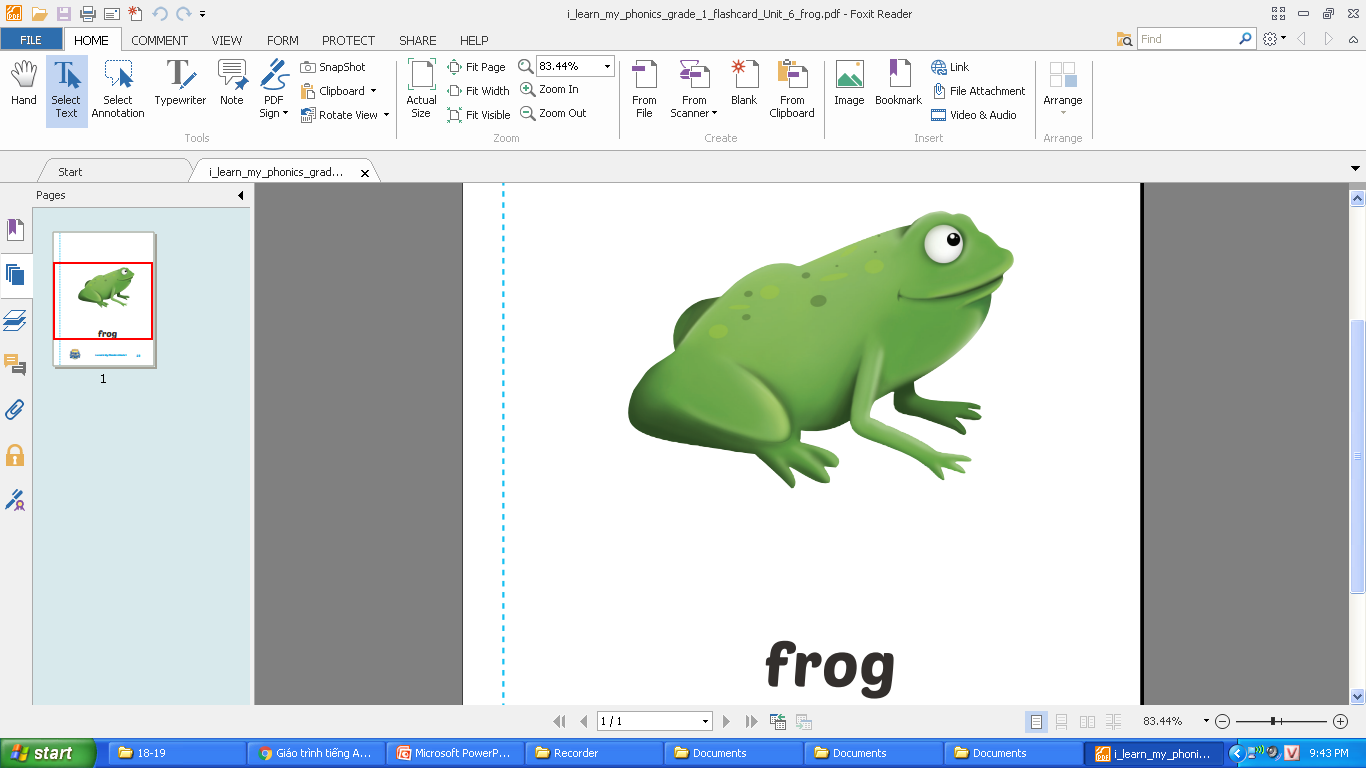 i_learn_my_phonics_grade_1_flashcard_Unit_6_frog.pdf - Foxit Reader
FILE HOME COMMENT VIEW FORM PROTECT SHARE HELP Find
Hand
Select Text
Select Annotation
Typewriter
Note
PDF Sign
SnapShot
Clipboard
Rotate View
Tools
Actual Size
Fit Page
Fit Width
Fit Visible
83.44%
Zoom In
Zoom Out
Zoom
From File
From Scanner
Blank
From Clipboard
Create
Image
Bookmark
Link
File Attachment
Video & Audio
Insert
Arrange
Arrange
Start i_learn_my_phonics_grad...
Pages
frog
1
frog
1 / 1 83.44%
start 18-19 Giáo trình tiếng A... Microsoft PowerP... Recorder Documents Documents Documents i_learn_my_phoni... V 9:43 PM